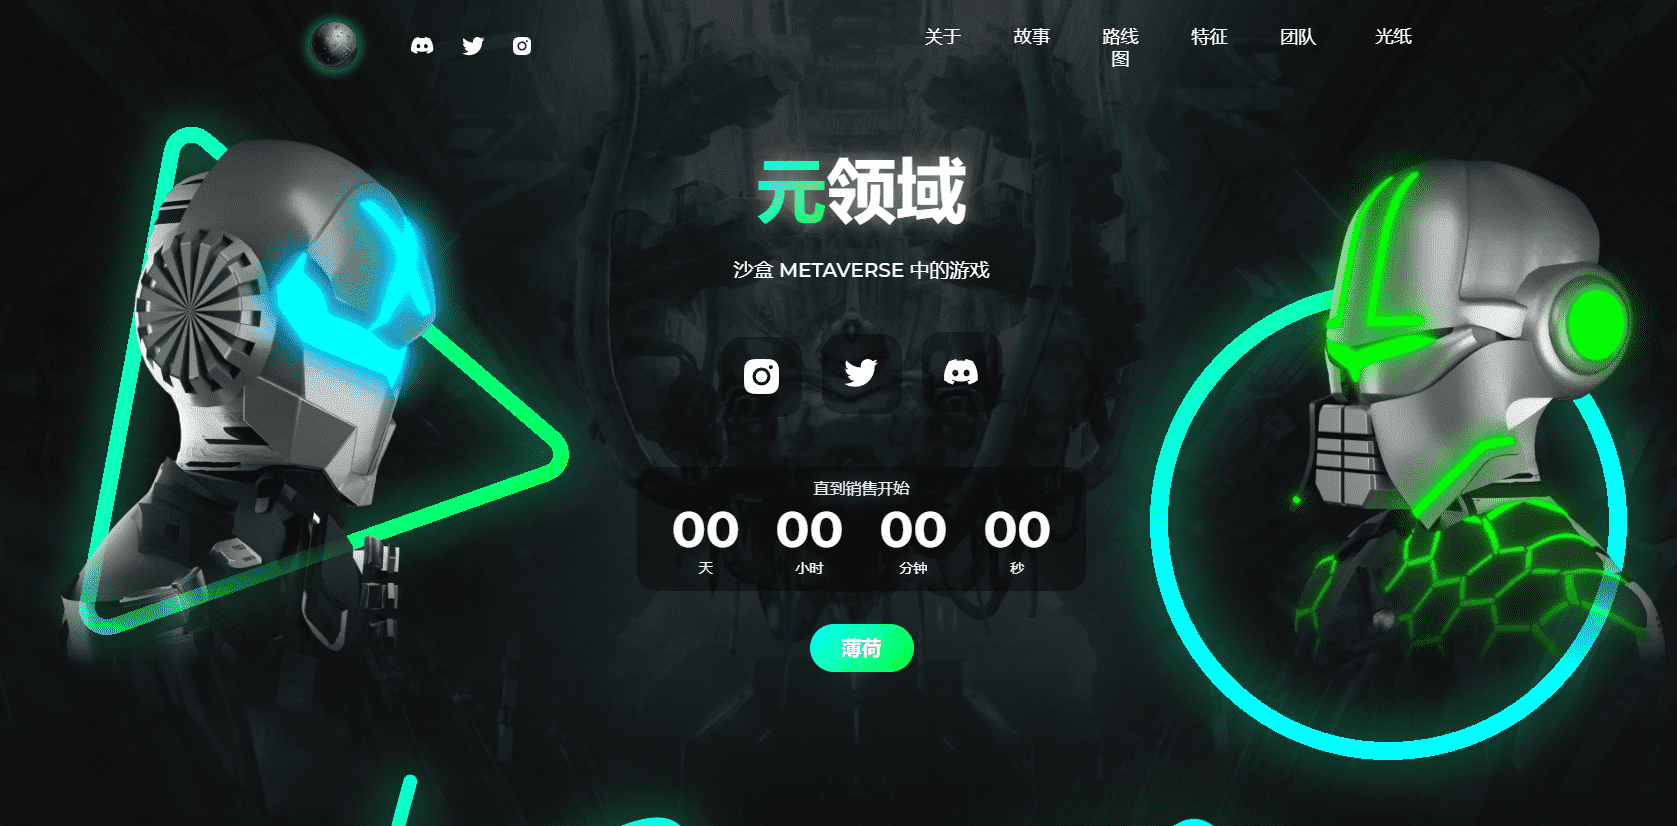 关于
故事
路线
图
特征
团队
光纸
元领域
沙盒 METAVERSE 中的游戏
直到销售开始
00 00 00 00
天 小时 分钟 秒
薄荷